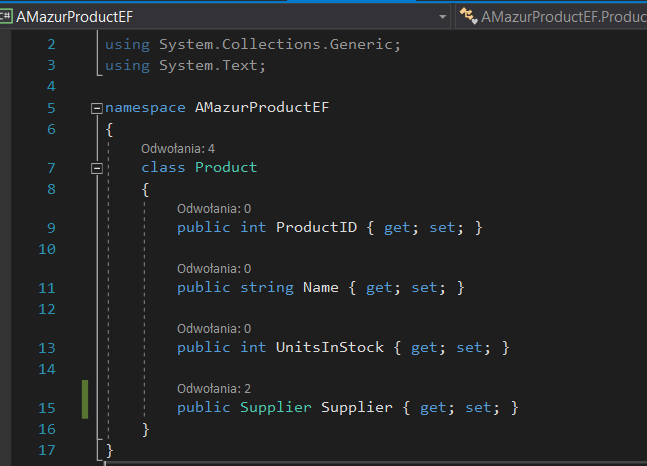 C# AMazurProductEF AMazurProductEF.Produc
2 using System.Collections.Generic;
3 using System.Text;
4
5 namespace AMazurProductEF
6 {
Odwołania: 4
7 class Product
8 {
Odwołania: 0
9 public int ProductID { get; set; }
10
Odwołania: 0
11 public string Name { get; set; }
12
Odwołania: 0
13 public int UnitsInStock { get; set; }
14
Odwołania: 2
15 public Supplier Supplier { get; set; }
16 }
17 }